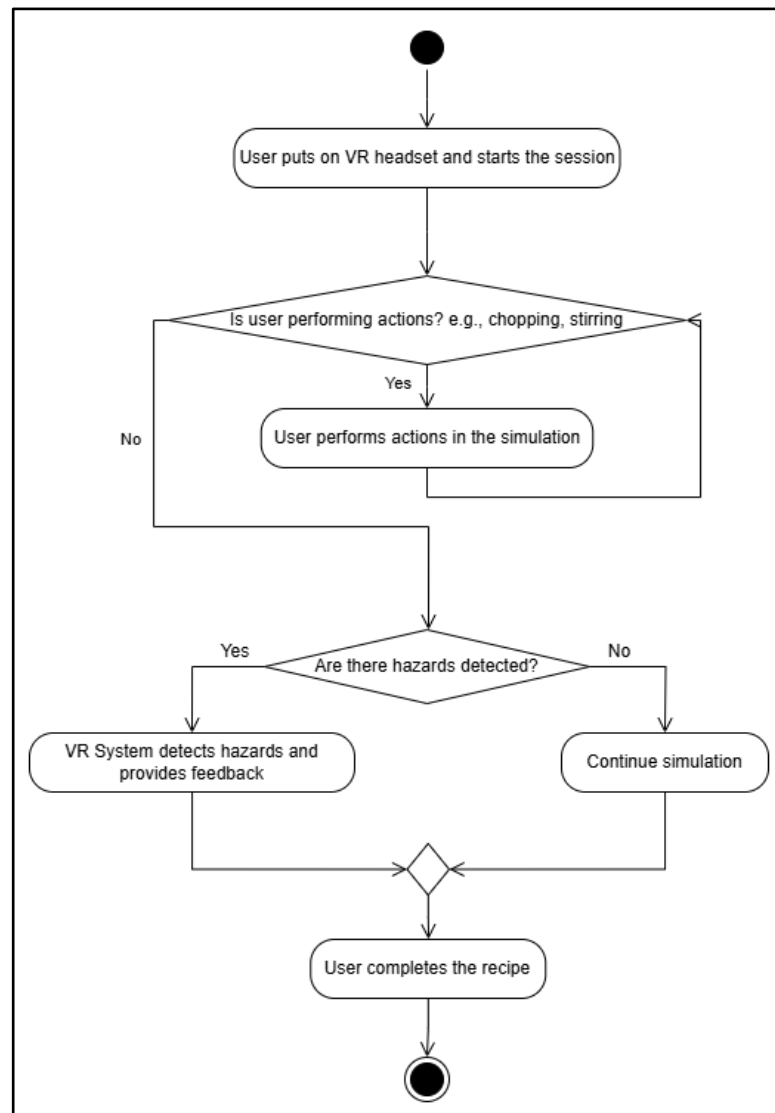 User puts on VR headset and starts the session
Is user performing actions? e.g., chopping, stirring
Yes
User performs actions in the simulation
No
Yes
Are there hazards detected?
No
VR System detects hazards and
provides feedback
Continue simulation
User completes the recipe